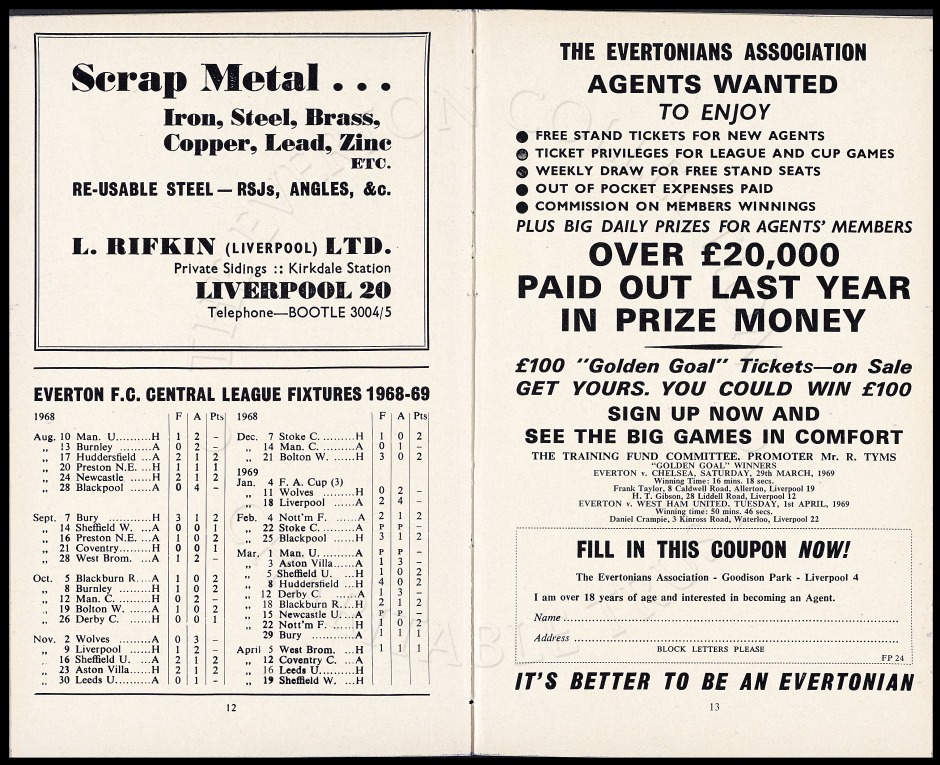 Scrap Metal . . .
Iron, Steel, Brass,
Copper, Lead, Zinc
ETC.
RE-USABLE STEEL — RSJs, ANGLES, &c.
L. RIFKIN (LIVERPOOL) LTD.
Private Sidings :: Kirkdale Station
LIVERPOOL 20
Telephone—BOOTLE 3004/5
EVERTON F.C. CENTRAL LEAGUE FIXTURES 1968-69
1968 F A Pts
Aug. 10 Man. U.........H 1 2 –
„ 13 Burnley .........A 0 2 –
„ 17 Huddersfield ...A 2 1 2
„ 20 Preston N.E. ...H 1 1 1
„ 24 Newcastle ......H 2 1 2
„ 28 Blackpool ......A 0 4 –
Sept. 7 Bury ............H 3 1 2
„ 14 Sheffield W. ...A 0 0 1
„ 16 Preston N.E. ...A 1 0 2
„ 21 Coventry.........H 0 0 1
„ 28 West Brom. ...A 1 2 –
Oct. 5 Blackburn R....A 1 0 2
„ 8 Burnley .........H 1 0 2
„ 12 Man. C. .........H 0 2 –
„ 19 Bolton W. ......A 1 0 2
„ 26 Derby C. .......H 0 0 1
Nov. 2 Wolves .........A 0 3 –
„ 9 Liverpool ......H 1 2 –
„ 16 Sheffield U. ...A 2 1 2
„ 23 Aston Villa......H 2 1 2
„ 30 Leeds U..........A 0 1 –
1968 F A Pts
Dec. 7 Stoke C..........H 1 0 2
„ 14 Man. C. .........A 0 1 –
„ 21 Bolton W. ......H 3 0 2
1969
Jan. 4 F. A. Cup (3)
„ 11 Wolves .........H 0 2 –
„ 18 Liverpool ......A 2 4 –
Feb. 4 Nott'm F. ......A 2 1 2
„ 22 Stoke C..........A P P –
„ 25 Blackpool ......H 3 1 2
Mar. 1 Man. U..........A P P –
„ 3 Aston Villa......A 1 3 –
„ 5 Sheffield U. ...H 1 0 2
„ 8 Huddersfield ...H 4 0 2
„ 12 Derby C. ......A 1 3 –
„ 18 Blackburn R....H 2 1 2
„ 15 Newcastle U....A P P –
„ 22 Nott'm F. ......H 1 0 2
29 Bury ............A 1 1 1
April 5 West Brom. ...H 1 1 1
„ 12 Coventry C. ...A
„ 16 Leeds U..........H
„ 19 Sheffield W. ...H
12
THE EVERTONIANS ASSOCIATION
AGENTS WANTED
TO ENJOY
● FREE STAND TICKETS FOR NEW AGENTS
● TICKET PRIVILEGES FOR LEAGUE AND CUP GAMES
● WEEKLY DRAW FOR FREE STAND SEATS
● OUT OF POCKET EXPENSES PAID
● COMMISSION ON MEMBERS WINNINGS
PLUS BIG DAILY PRIZES FOR AGENTS' MEMBERS
OVER £20,000
PAID OUT LAST YEAR
IN PRIZE MONEY
£100 "Golden Goal" Tickets—on Sale
GET YOURS. YOU COULD WIN £100
SIGN UP NOW AND
SEE THE BIG GAMES IN COMFORT
THE TRAINING FUND COMMITTEE. PROMOTER Mr. R. TYMS
"GOLDEN GOAL" WINNERS
EVERTON v. CHELSEA, SATURDAY, 29th MARCH, 1969
Winning Time: 16 mins. 18 secs.
Frank Taylor, 8 Caldwell Road, Allerton, Liverpool 19
H. T. Gibson, 28 Liddell Road, Liverpool 12
EVERTON v. WEST HAM UNITED, TUESDAY, 1st APRIL, 1969
Winning time: 50 mins. 46 secs.
Daniel Crampie, 3 Kinross Road, Waterloo, Liverpool 22
FILL IN THIS COUPON NOW!
The Evertonians Association - Goodison Park - Liverpool 4
I am over 18 years of age and interested in becoming an Agent.
Name
Address
BLOCK LETTERS PLEASE
FP 24
IT'S BETTER TO BE AN EVERTONIAN
13